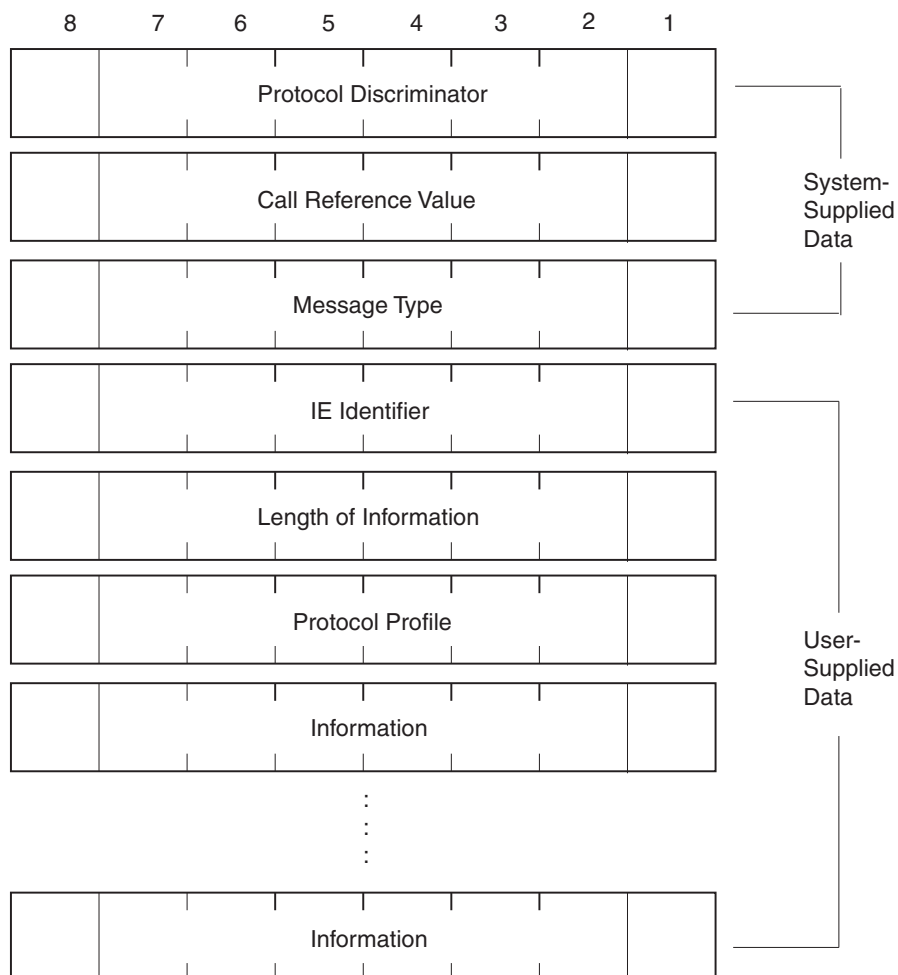 8 7 6 5 4 3 2 1
Protocol Discriminator
Call Reference Value
System-
Supplied
Data
Message Type
IE Identifier
Length of Information
Protocol Profile
User-
Supplied
Data
Information
:
:
:
Information